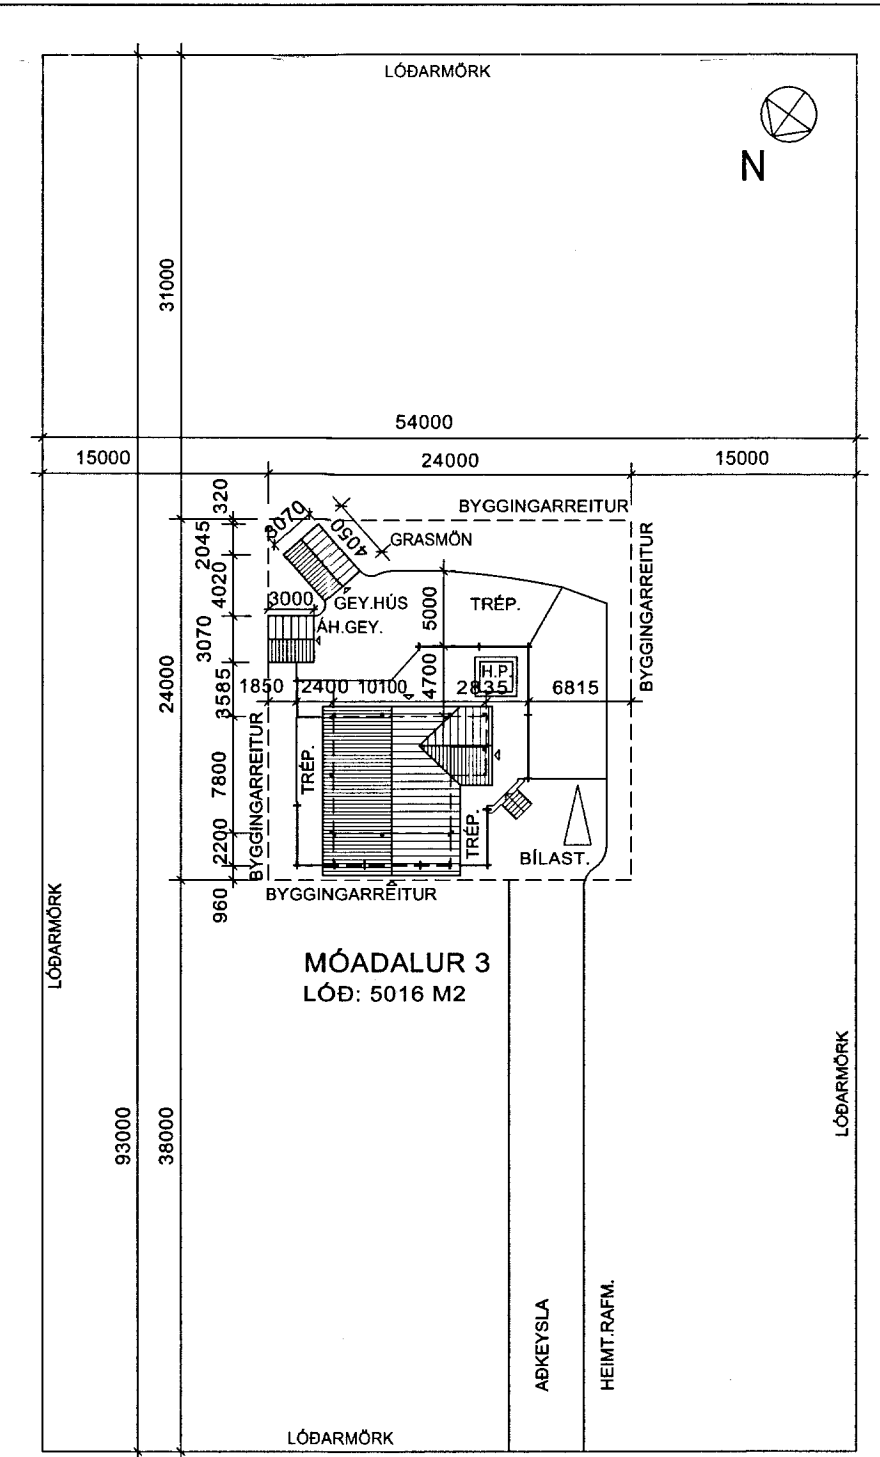 LÓÐARMÖRK
N
31000
54000
15000
24000
15000
320
BYGGINGARREITUR
3070
4050
2045
GRASMÖN
BYGGINGARREITUR
4020
3000
GEY.HÚS
5000
TRÉP.
ÁH.GEY.
3070
24000
3585
4700
H.P.
1850
2400
10100
2835
6815
BYGGINGARREITUR
TRÉP.
7800
2200
TRÉP.
BÍLAST.
960
BYGGINGARREITUR
LÓÐARMÖRK
MÓADALUR 3
LÓÐ: 5016 M2
LÓÐARMÖRK
93000
38000
AÐKEYSLA
HEIMT.RAFM.
LÓÐARMÖRK